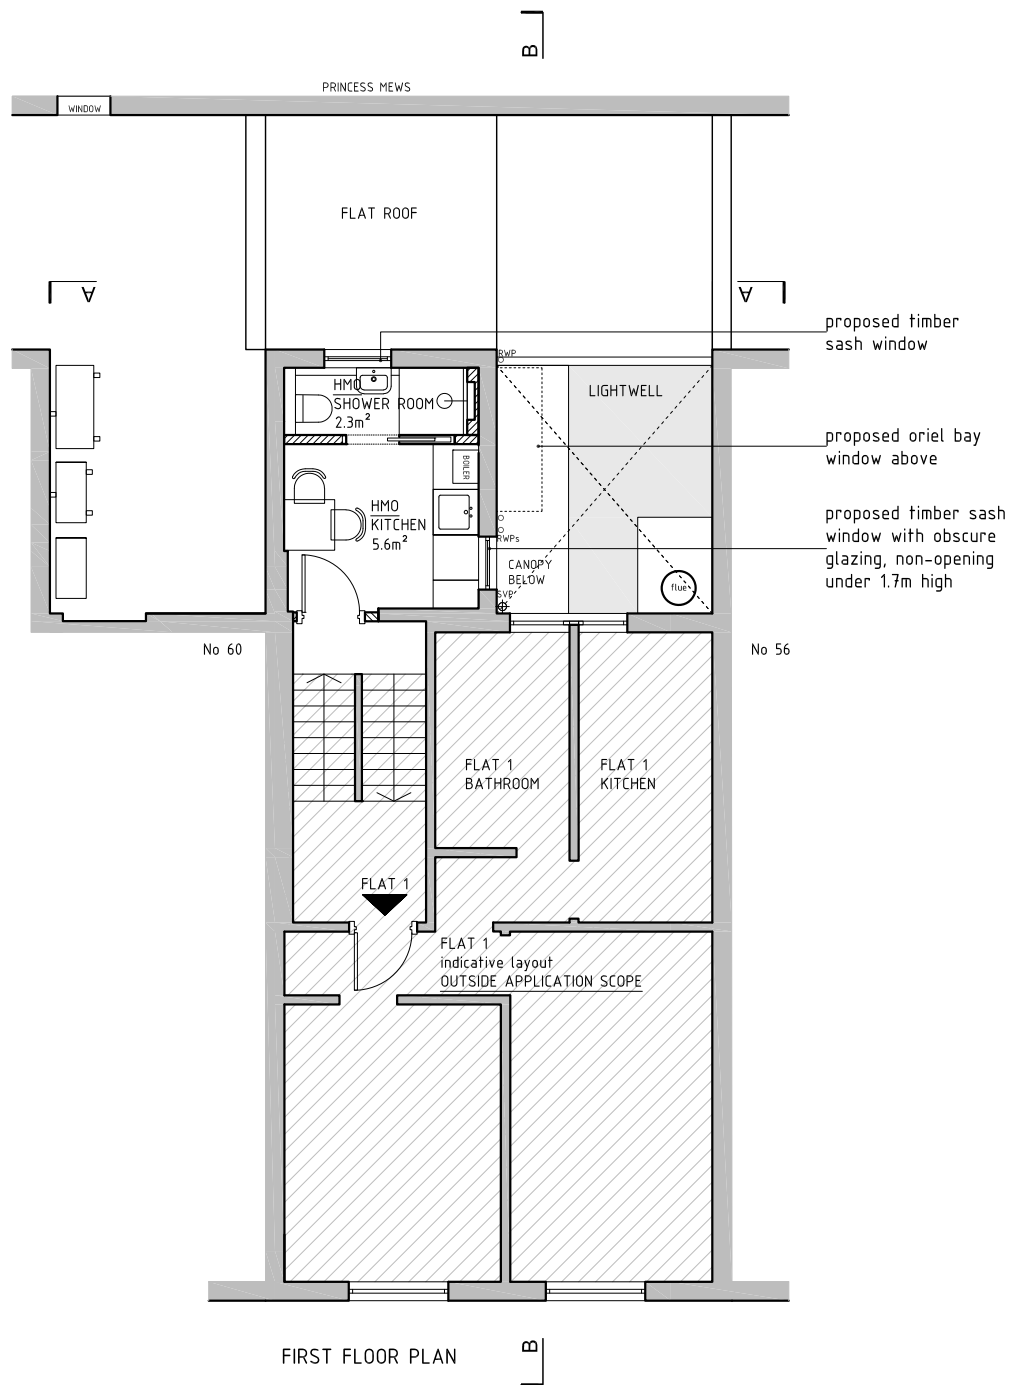 B
PRINCESS MEWS
WINDOW
FLAT ROOF
A
A
proposed timber
sash window
RWP
HMO
SHOWER ROOM
2.3m²
LIGHTWELL
proposed oriel bay
window above
BOILER
HMO
KITCHEN
5.6m²
proposed timber sash
window with obscure
glazing, non-opening
under 1.7m high
RWPs
CANOPY
BELOW
SVP
flue
No 60
No 56
FLAT 1
BATHROOM
FLAT 1
KITCHEN
FLAT 1
FLAT 1
indicative layout
OUTSIDE APPLICATION SCOPE
FIRST FLOOR PLAN
B